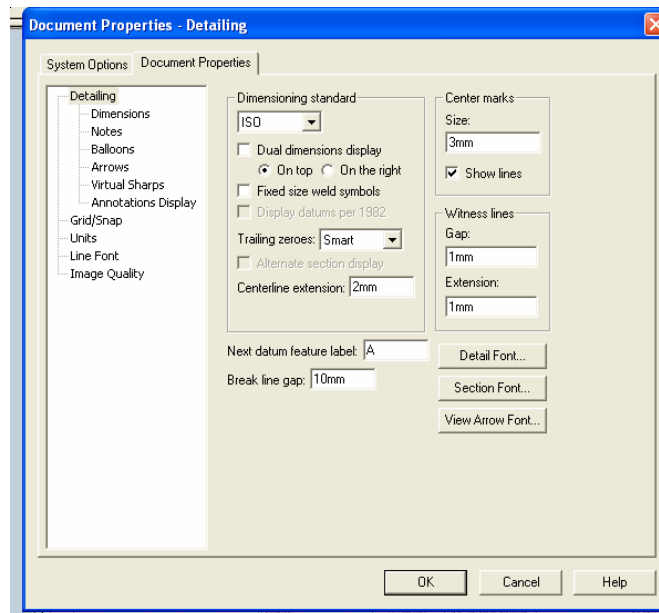 Document Properties - Detailing
System Options
Document Properties
Detailing
Dimensions
Notes
Balloons
Arrows
Virtual Sharps
Annotations Display
Grid/Snap
Units
Line Font
Image Quality
Dimensioning standard
ISO
Dual dimensions display
On top
On the right
Fixed size weld symbols
Display datums per 1982
Trailing zeroes: Smart
Alternate section display
Centerline extension: 2mm
Next datum feature label: A
Break line gap: 10mm
Center marks
Size:
3mm
Show lines
Witness lines
Gap:
1mm
Extension:
1mm
Detail Font...
Section Font...
View Arrow Font...
OK
Cancel
Help